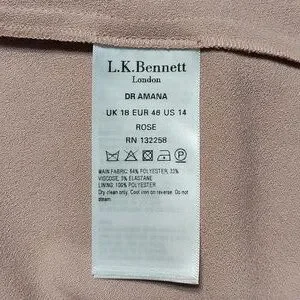 L.K.Bennett
London
DR AMANA
UK 18 EUR 46 US 14
ROSE
RN 132258
MAIN FABRIC: 64% POLYESTER, 33%
VISCOSE, 3% ELASTANE
LINING: 100% POLYESTER
Dry clean only. Cool iron on reverse. Do not
steam.